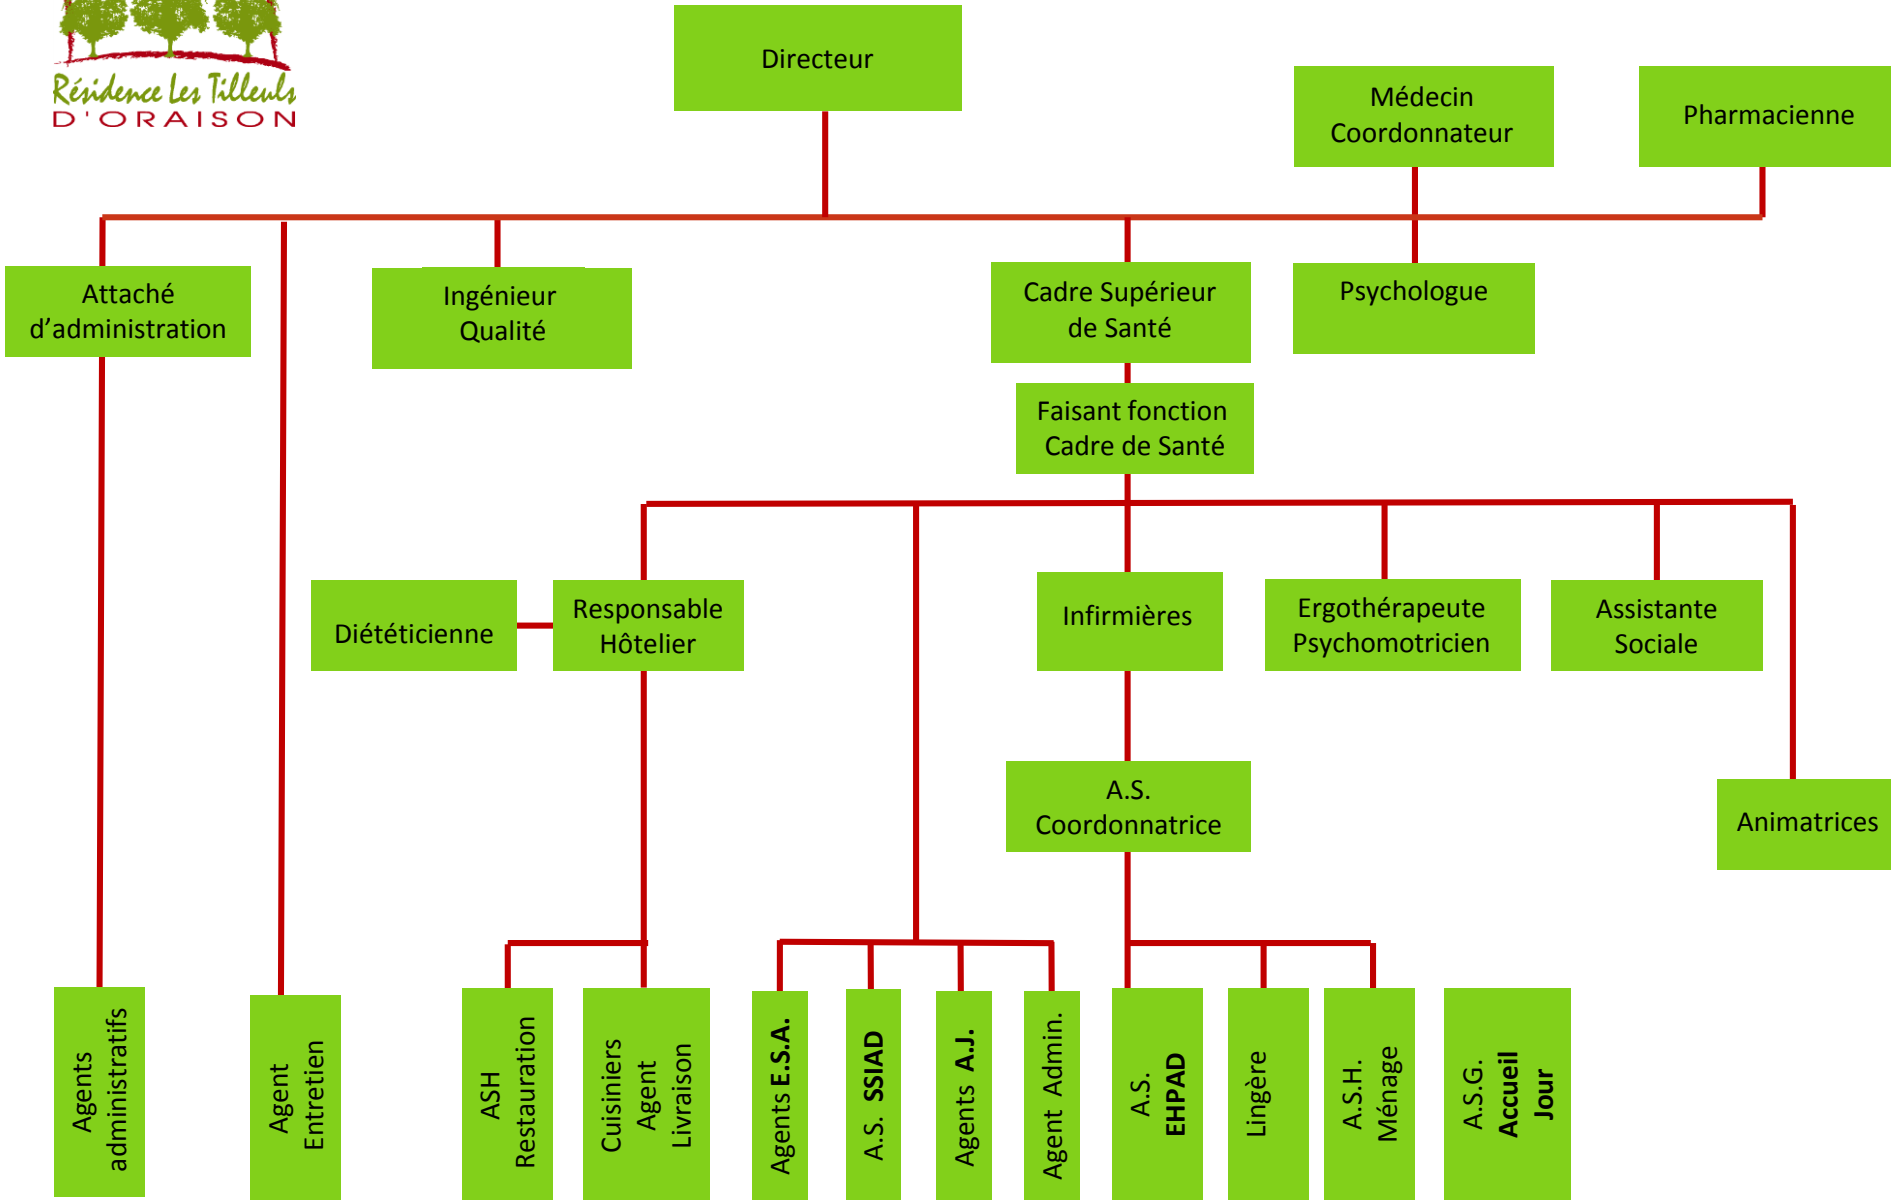 Résidence Les Tilleuls
D'ORAISON
Directeur
Médecin
Coordonnateur
Pharmacienne
Attaché
d’administration
Ingénieur
Qualité
Cadre Supérieur
de Santé
Psychologue
Faisant fonction
Cadre de Santé
Diététicienne
Responsable
Hôtelier
Infirmières
Ergothérapeute
Psychomotricien
Assistante
Sociale
A.S.
Coordonnatrice
Animatrices
Agents
administratifs
Agent
Entretien
ASH
Restauration
Cuisiniers
Agent
Livraison
Agents E.S.A.
A.S. SSIAD
Agents A.J.
Agent Admin.
A.S.
EHPAD
Lingère
A.S.H.
Ménage
A.S.G.
Accueil
Jour